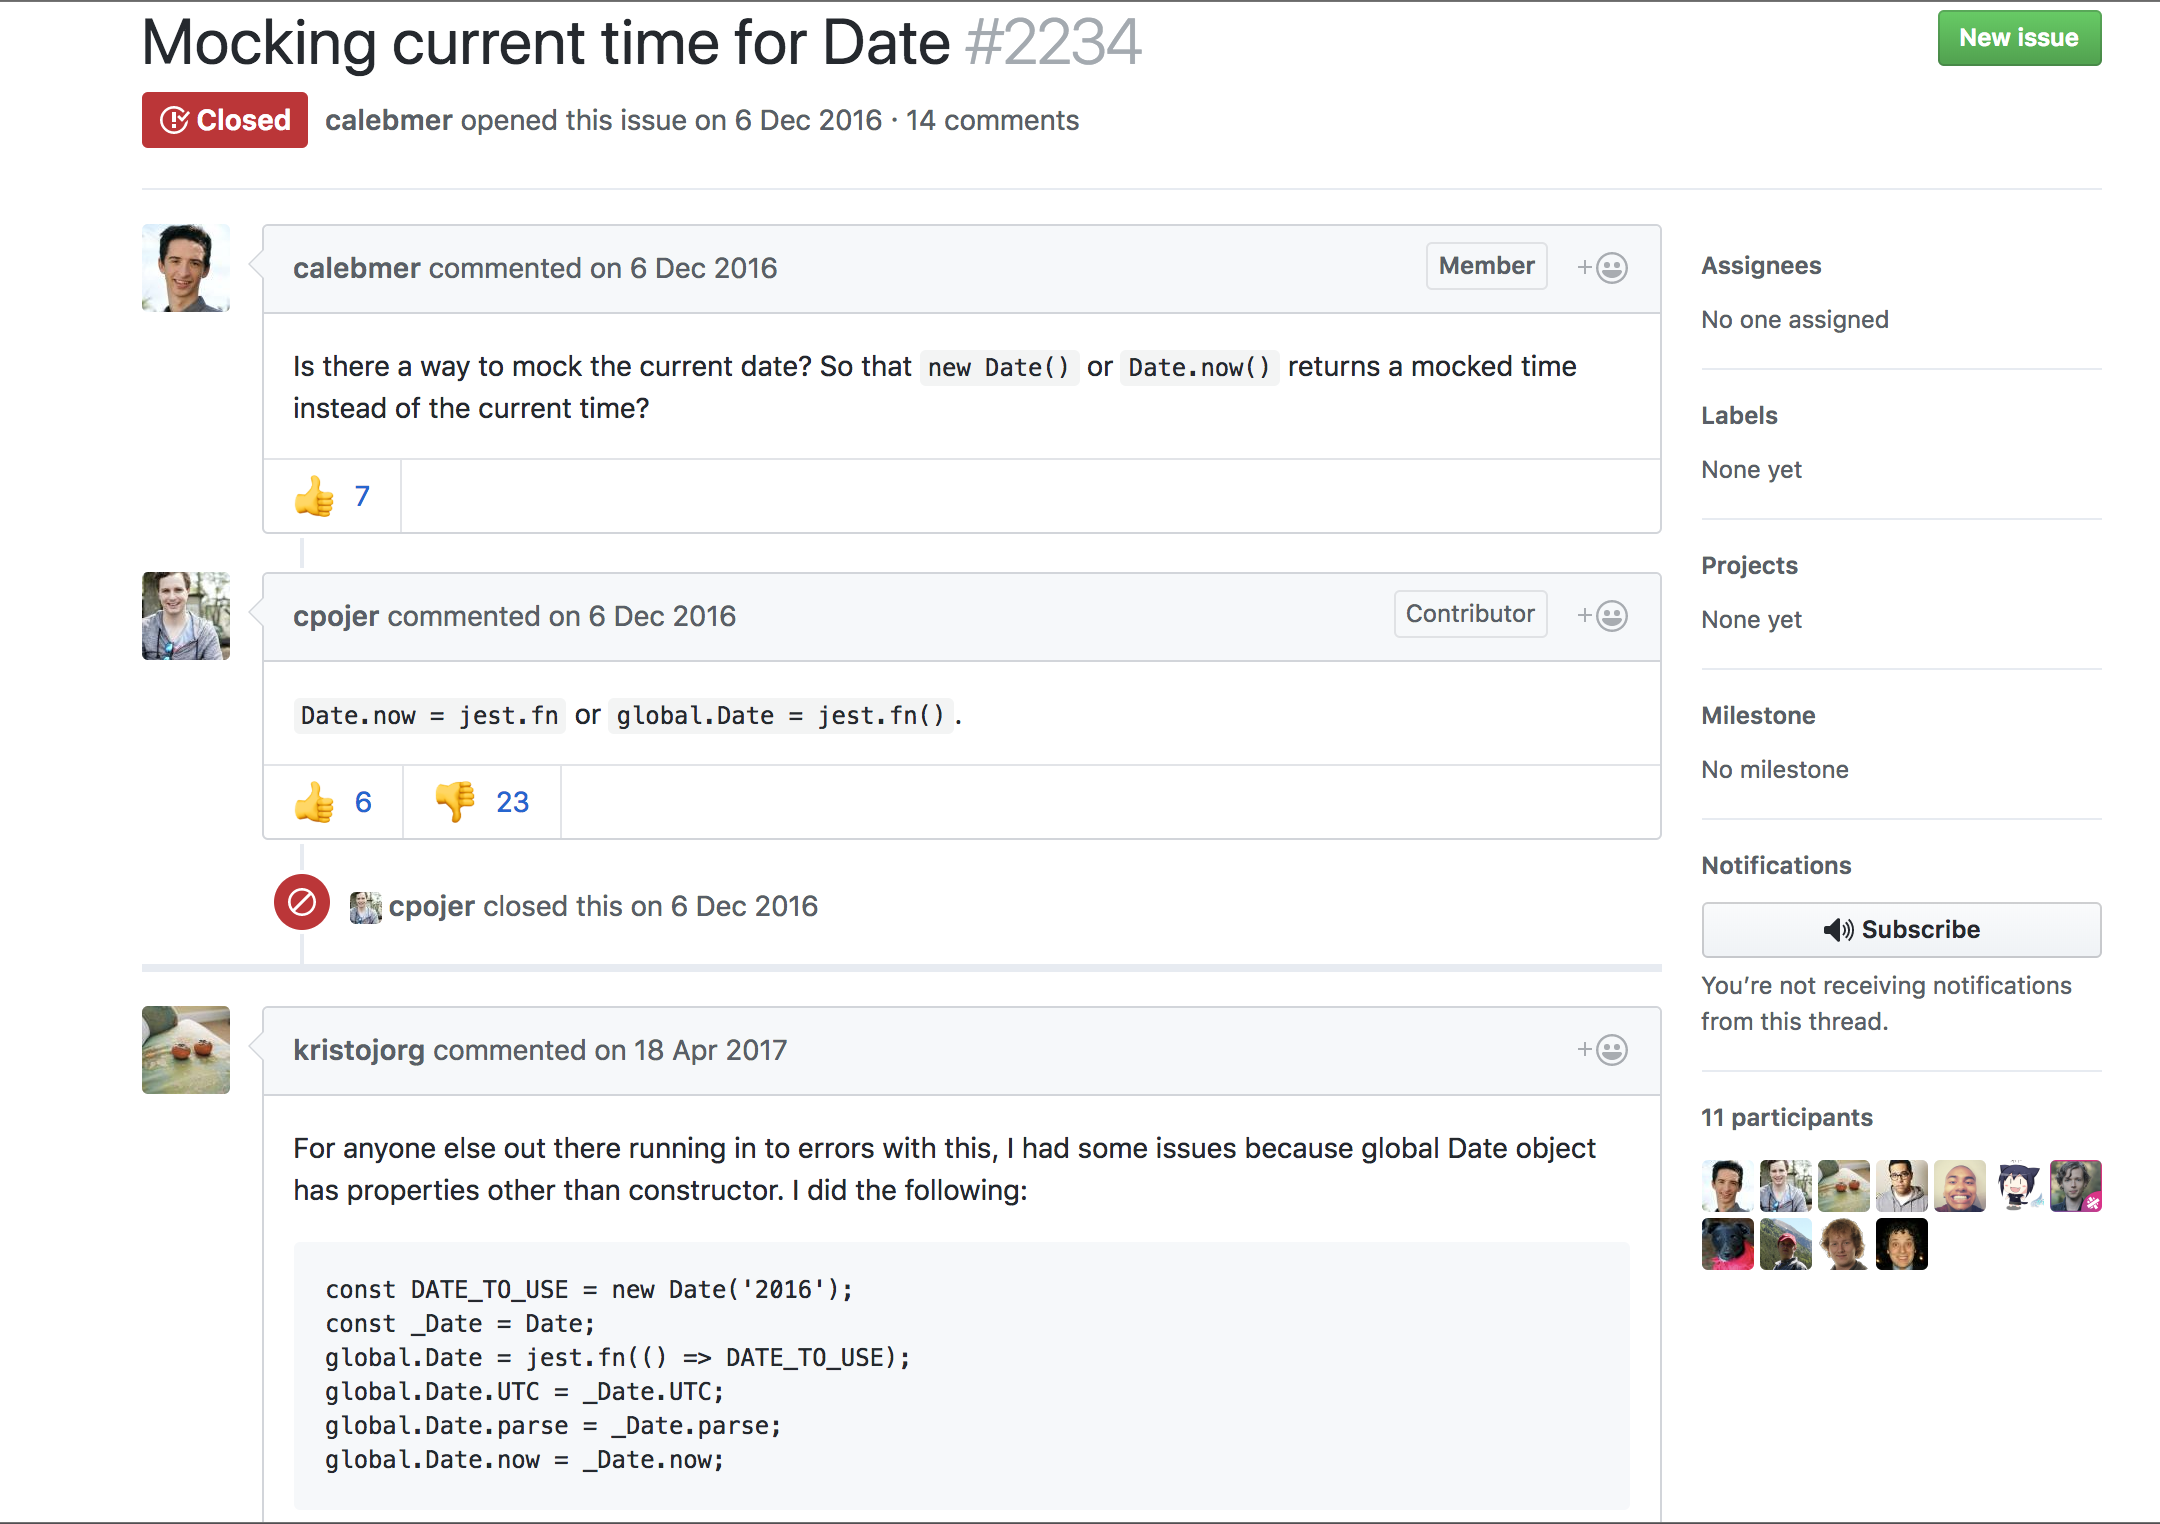 Mocking current time for Date #2234
New issue
Closed
calebmer opened this issue on 6 Dec 2016 · 14 comments
calebmer commented on 6 Dec 2016
Member
Is there a way to mock the current date? So that new Date() or Date.now() returns a mocked time
instead of the current time?
7
cpojer commented on 6 Dec 2016
Contributor
Date.now = jest.fn or global.Date = jest.fn().
6
23
cpojer closed this on 6 Dec 2016
kristojorg commented on 18 Apr 2017
For anyone else out there running in to errors with this, I had some issues because global Date object
has properties other than constructor. I did the following:
const DATE_TO_USE = new Date('2016');
const _Date = Date;
global.Date = jest.fn(() => DATE_TO_USE);
global.Date.UTC = _Date.UTC;
global.Date.parse = _Date.parse;
global.Date.now = _Date.now;
Assignees
No one assigned
Labels
None yet
Projects
None yet
Milestone
No milestone
Notifications
Subscribe
You’re not receiving notifications
from this thread.
11 participants